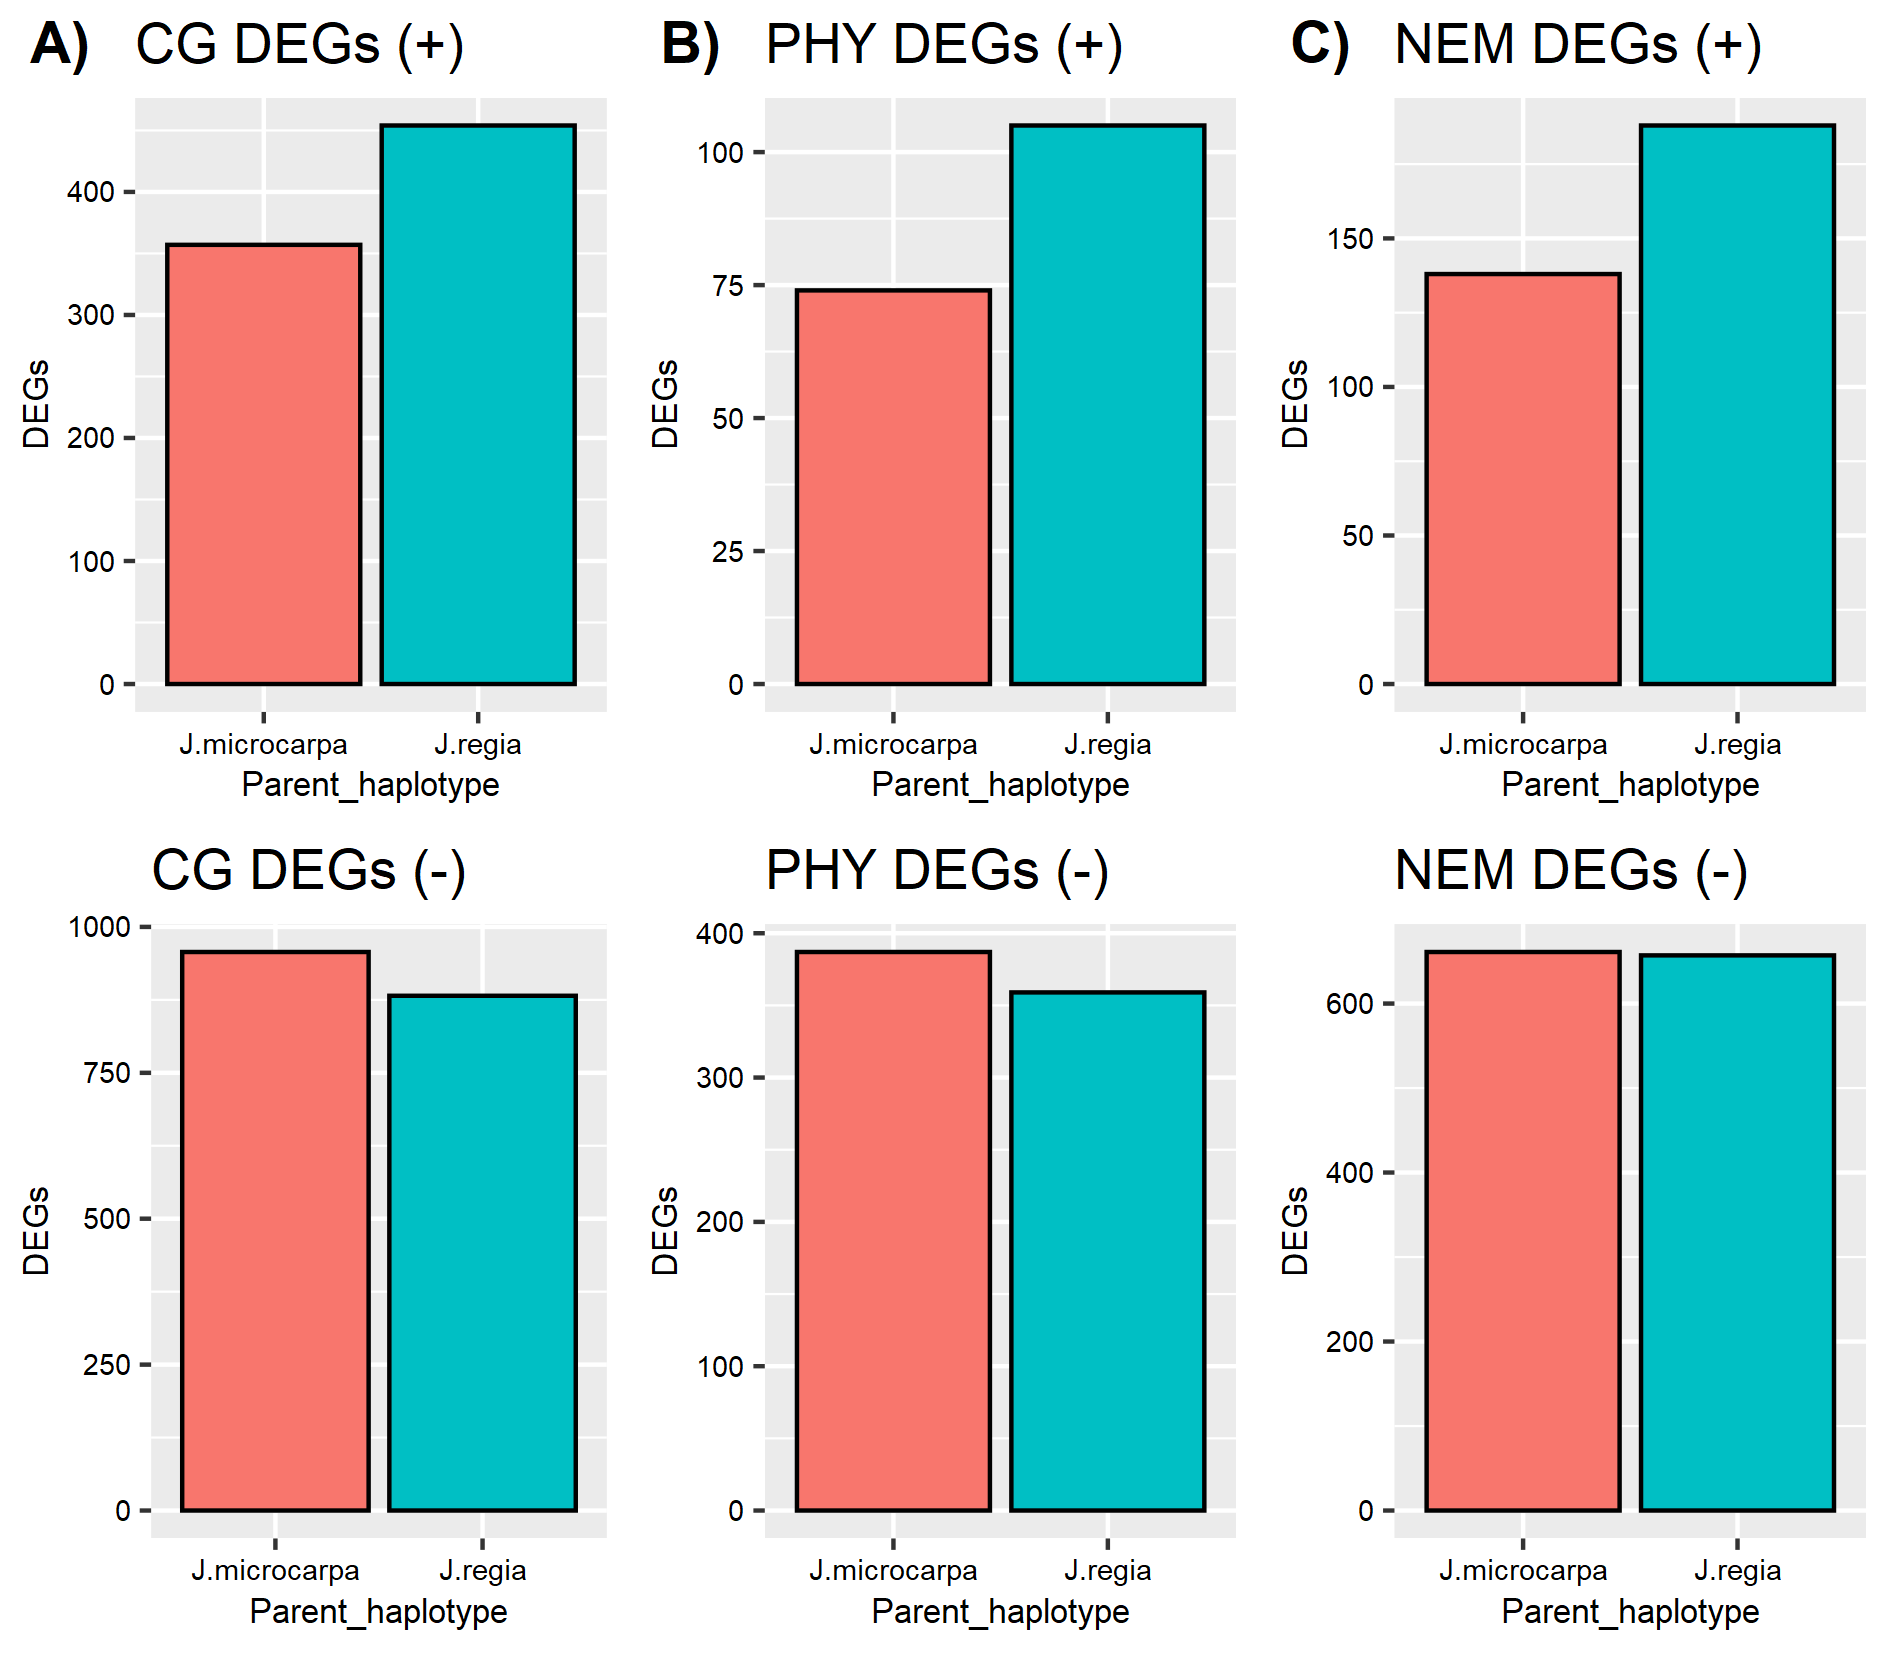 A) CG DEGs (+)
DEGs
400
300
200
100
0
J.microcarpa J.regia
Parent_haplotype
B) PHY DEGs (+)
DEGs
100
75
50
25
0
J.microcarpa J.regia
Parent_haplotype
C) NEM DEGs (+)
DEGs
150
100
50
0
J.microcarpa J.regia
Parent_haplotype
CG DEGs (-)
DEGs
1000
750
500
250
0
J.microcarpa J.regia
Parent_haplotype
PHY DEGs (-)
DEGs
400
300
200
100
0
J.microcarpa J.regia
Parent_haplotype
NEM DEGs (-)
DEGs
600
400
200
0
J.microcarpa J.regia
Parent_haplotype